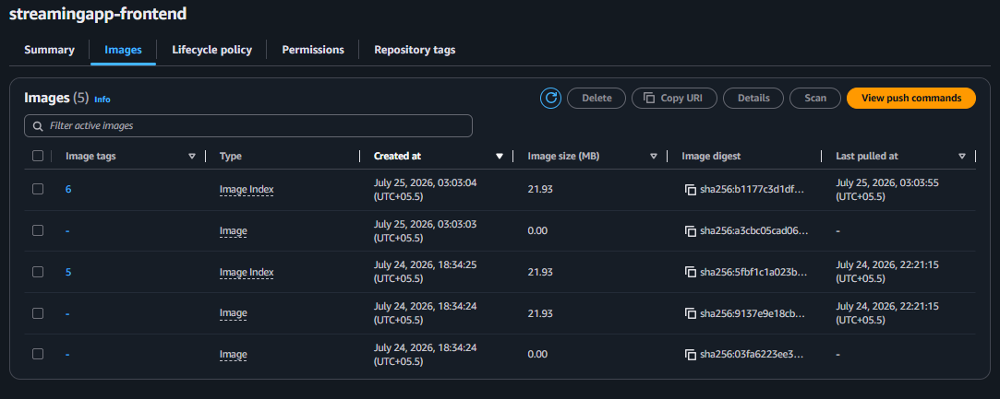 streamingapp-frontend
Summary Images Lifecycle policy Permissions Repository tags
Images (5) Info Delete Copy URI Details Scan View push commands
Filter active images
Image tags Type Created at Image size (MB) Image digest Last pulled at
6 Image Index July 25, 2026, 03:03:04 (UTC+05.5) 21.93 sha256:b1177c3d1df... July 25, 2026, 03:03:55 (UTC+05.5)
- Image July 25, 2026, 03:03:03 (UTC+05.5) 0.00 sha256:a3cbc05cad06... -
5 Image Index July 24, 2026, 18:34:25 (UTC+05.5) 21.93 sha256:5fbf1c1a023b... July 24, 2026, 22:21:15 (UTC+05.5)
- Image July 24, 2026, 18:34:24 (UTC+05.5) 21.93 sha256:9137e9e18cb... July 24, 2026, 22:21:15 (UTC+05.5)
- Image July 24, 2026, 18:34:24 (UTC+05.5) 0.00 sha256:03fa6223ee3... -